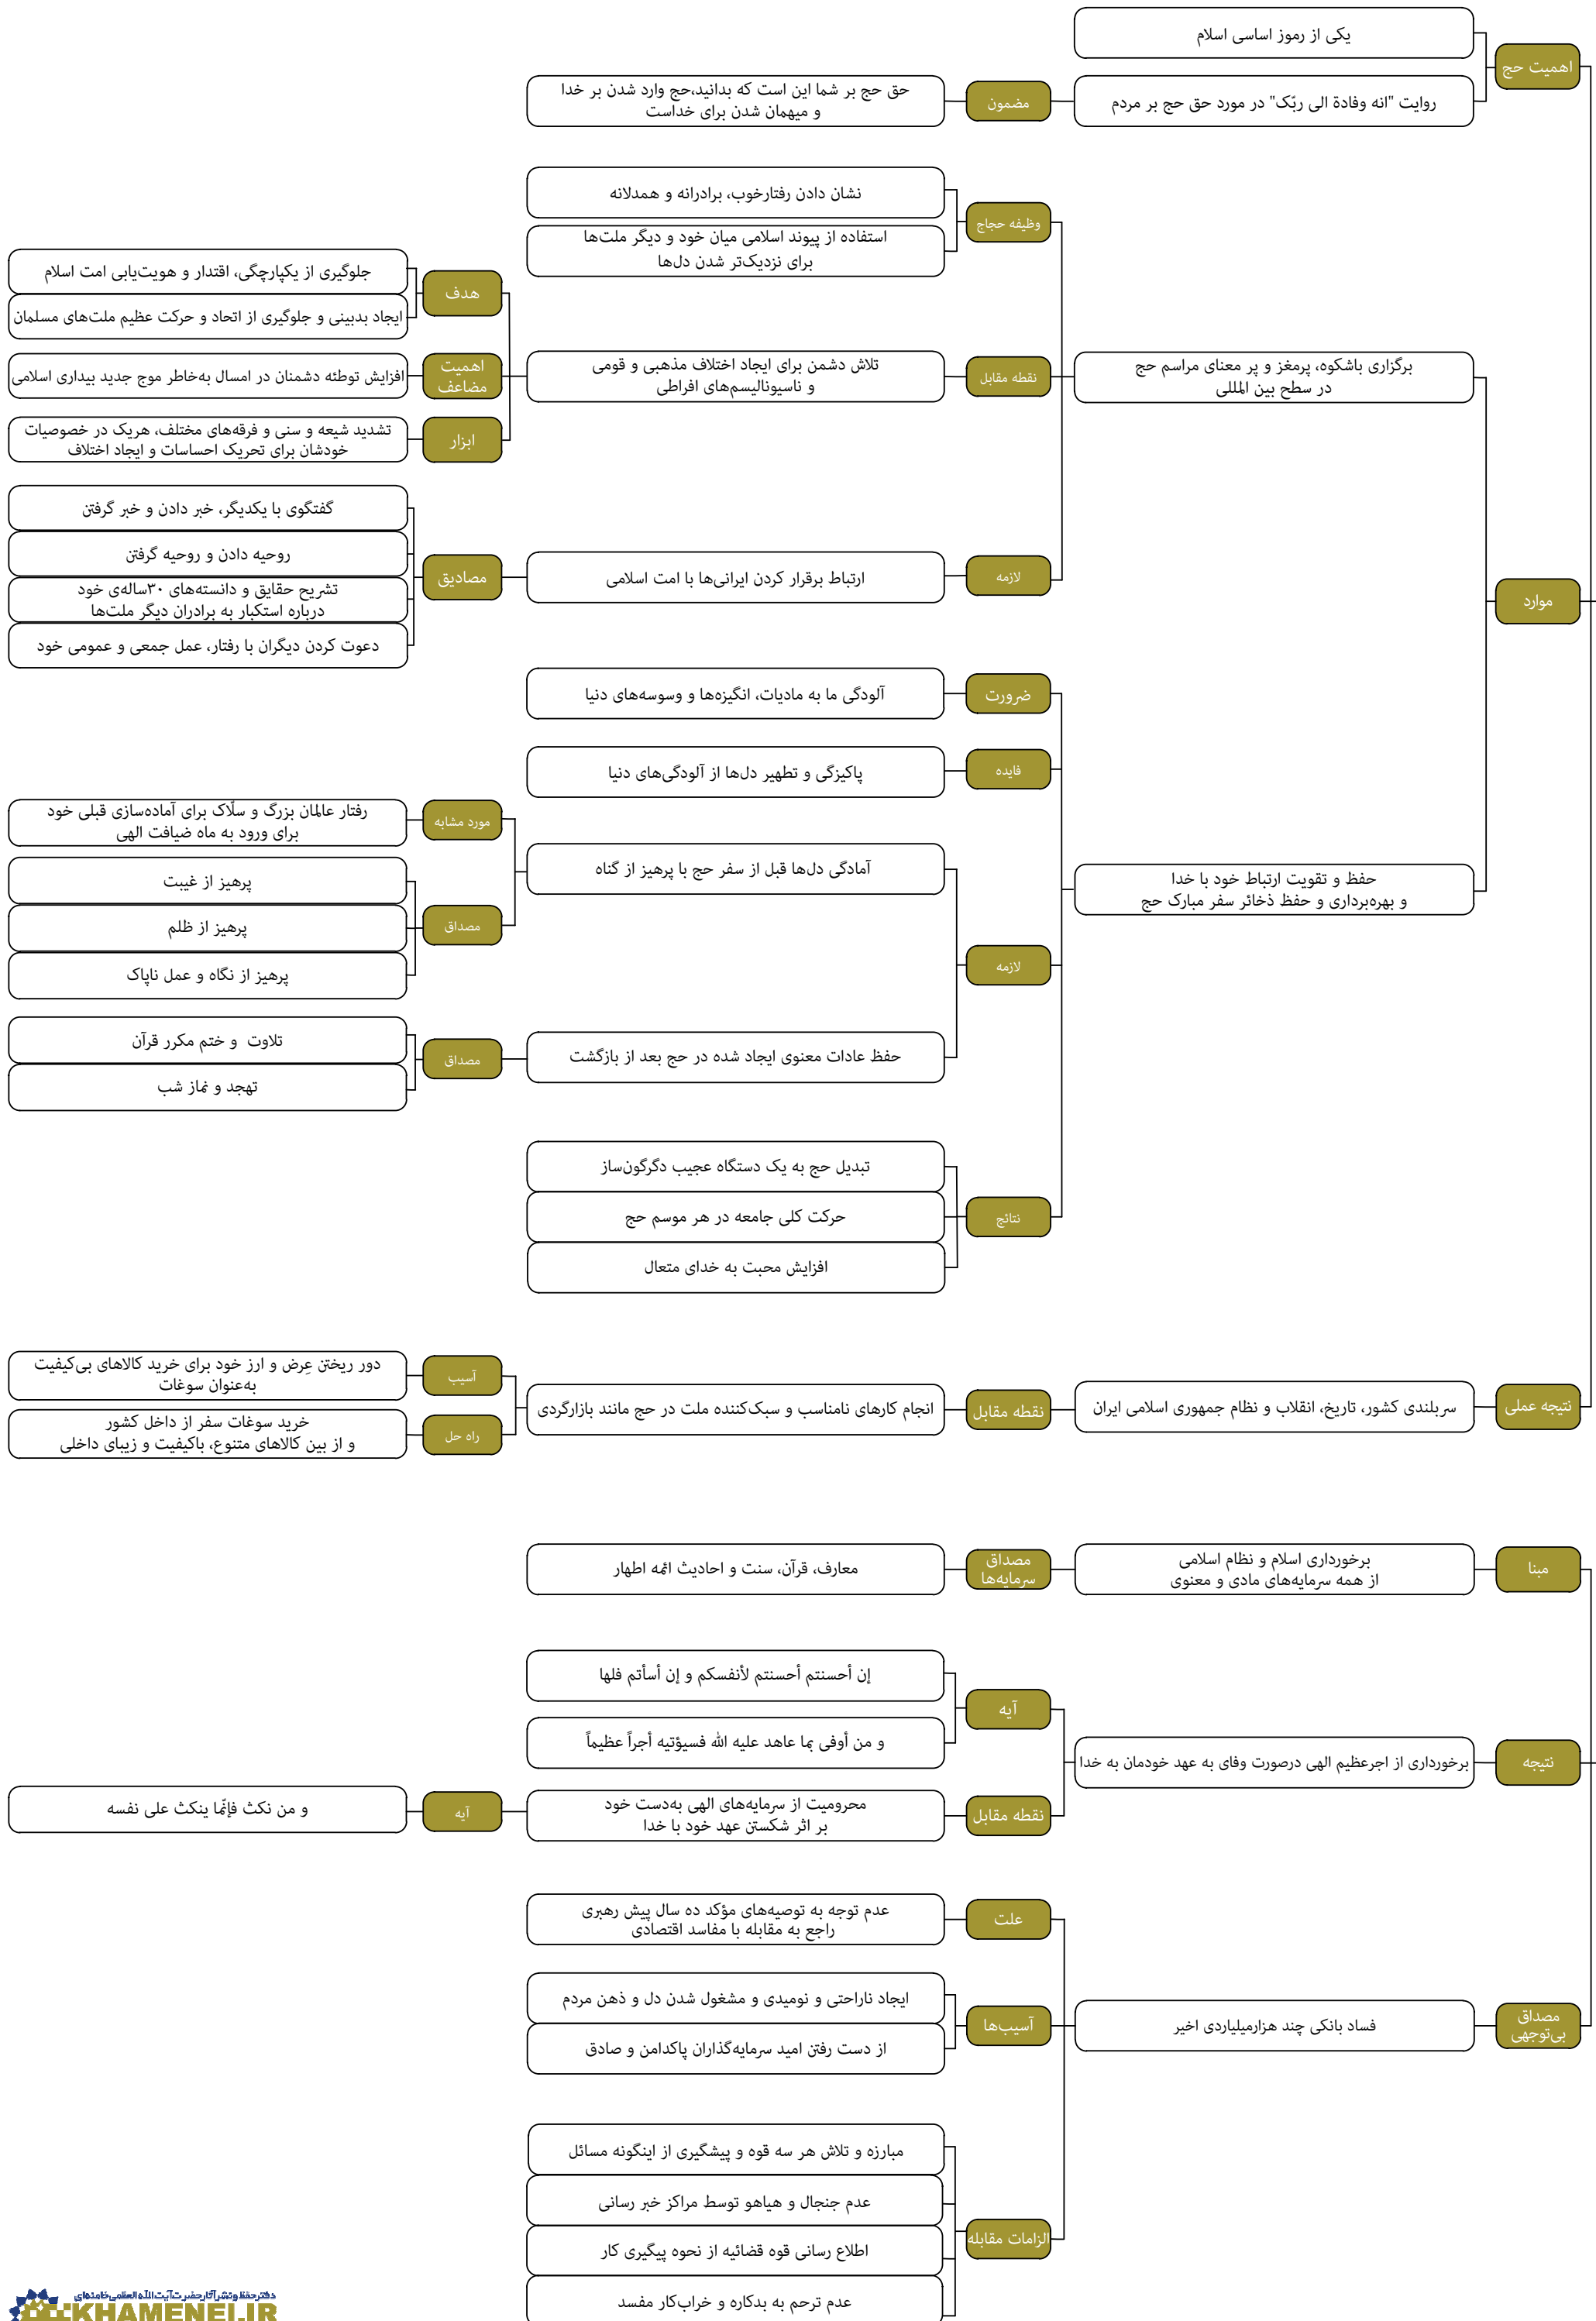 اهمیت حج
یکی از رموز اساسی اسلام
روایت "انه وفادة الی ربّک" در مورد حق حج بر مردم
مضمون
حق حج بر شما این است که بدانید،حج وارد شدن بر خدا
و میهمان شدن برای خداست
موارد
برگزاری باشکوه، پرمغز و پر معنای مراسم حج
در سطح بین المللی
وظیفه حجاج
نشان دادن رفتارخوب، برادرانه و همدلانه
استفاده از پیوند اسلامی میان خود و دیگر ملت‌ها
برای نزدیک‌تر شدن دل‌ها
نقطه مقابل
تلاش دشمن برای ایجاد اختلاف مذهبی و قومی
و ناسیونالیسم‌های افراطی
هدف
جلوگیری از یکپارچگی، اقتدار و هویت‌یابی امت اسلام
ایجاد بدبینی و جلوگیری از اتحاد و حرکت عظیم ملت‌های مسلمان
اهمیت
مضاعف
افزایش توطئه دشمنان در امسال به‌خاطر موج جدید بیداری اسلامی
ابزار
تشدید شیعه و سنی و فرقه‌های مختلف، هریک در خصوصیات
خودشان برای تحریک احساسات و ایجاد اختلاف
لازمه
ارتباط برقرار کردن ایرانی‌ها با امت اسلامی
مصادیق
گفتگوی با یکدیگر، خبر دادن و خبر گرفتن
روحیه دادن و روحیه گرفتن
تشریح حقایق و دانسته‌های ۳۰ساله‌ی خود
درباره استکبار به برادران دیگر ملت‌ها
دعوت کردن دیگران با رفتار، عمل جمعی و عمومی خود
حفظ و تقویت ارتباط خود با خدا
و بهره‌برداری و حفظ ذخائر سفر مبارک حج
ضرورت
آلودگی ما به مادیات، انگیزه‌ها و وسوسه‌های دنیا
فایده
پاکیزگی و تطهیر دل‌ها از آلودگی‌های دنیا
لازمه
آمادگی دل‌ها قبل از سفر حج با پرهیز از گناه
مورد مشابه
رفتار عالمان بزرگ و سلّاک برای آماده‌سازی قبلی خود
برای ورود به ماه ضیافت الهی
مصداق
پرهیز از غیبت
پرهیز از ظلم
پرهیز از نگاه و عمل ناپاک
حفظ عادات معنوی ایجاد شده در حج بعد از بازگشت
مصداق
تلاوت و ختم مکرر قرآن
تهجد و نماز شب
نتائج
تبدیل حج به یک دستگاه عجیب دگرگون‌ساز
حرکت کلی جامعه در هر موسم حج
افزایش محبت به خدای متعال
نتیجه عملی
سربلندی کشور، تاریخ، انقلاب و نظام جمهوری اسلامی ایران
نقطه مقابل
انجام کارهای نامناسب و سبک‌کننده ملت در حج مانند بازارگردی
آسیب
دور ریختن عِرض و ارز خود برای خرید کالاهای بی‌کیفیت
به‌عنوان سوغات
راه حل
خرید سوغات سفر از داخل کشور
و از بین کالاهای متنوع، باکیفیت و زیبای داخلی
مبنا
برخورداری اسلام و نظام اسلامی
از همه سرمایه‌های مادی و معنوی
مصداق
سرمایه‌ها
معارف، قرآن، سنت و احادیث ائمه اطهار
نتیجه
برخورداری از اجرعظیم الهی درصورت وفای به عهد خودمان به خدا
آیه
إن أحسنتم أحسنتم لأنفسکم و إن أسأتم فلها
و من أوفی بما عاهد علیه الله فسیؤتیه أجراً عظیماً
نقطه مقابل
محرومیت از سرمایه‌های الهی به‌دست خود
بر اثر شکستن عهد خود با خدا
آیه
و من نکث فإنّما ینکث علی نفسه
مصداق
بی‌توجهی
فساد بانکی چند هزارمیلیاردی اخیر
علت
عدم توجه به توصیه‌های مؤکد ده سال پیش رهبری
راجع به مقابله با مفاسد اقتصادی
آسیب‌ها
ایجاد ناراحتی و نومیدی و مشغول شدن دل و ذهن مردم
از دست رفتن امید سرمایه‌گذاران پاکدامن و صادق
الزامات مقابله
مبارزه و تلاش هر سه قوه و پیشگیری از اینگونه مسائل
عدم جنجال و هیاهو توسط مراکز خبر رسانی
اطلاع رسانی قوه قضائیه از نحوه پیگیری کار
عدم ترحم به بدکاره و خراب‌کار مفسد
دفتر حفظ و نشر آثار حضرت آیت‌الله العظمی خامنه‌ای
KHAMENEI.IR